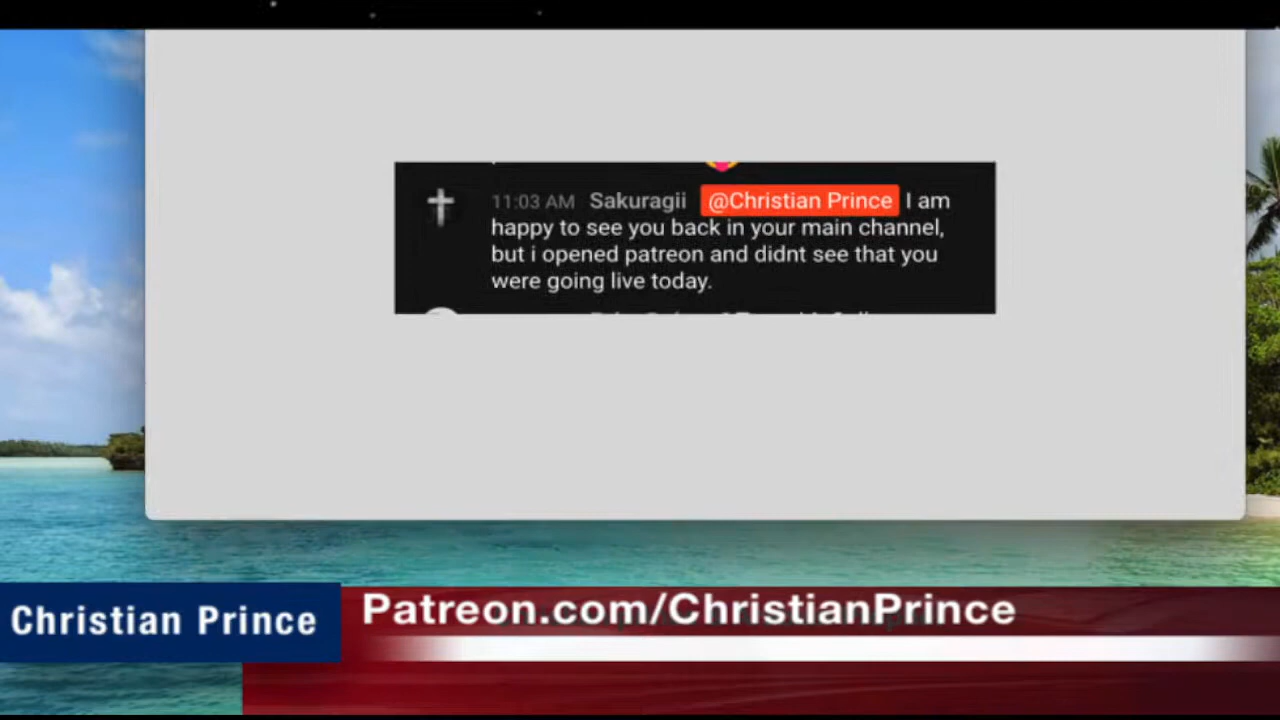 11:03 AM Sakuragii @Christian Prince I am
happy to see you back in your main channel,
but i opened patreon and didnt see that you
were going live today.
Christian Prince
Patreon.com/ChristianPrince